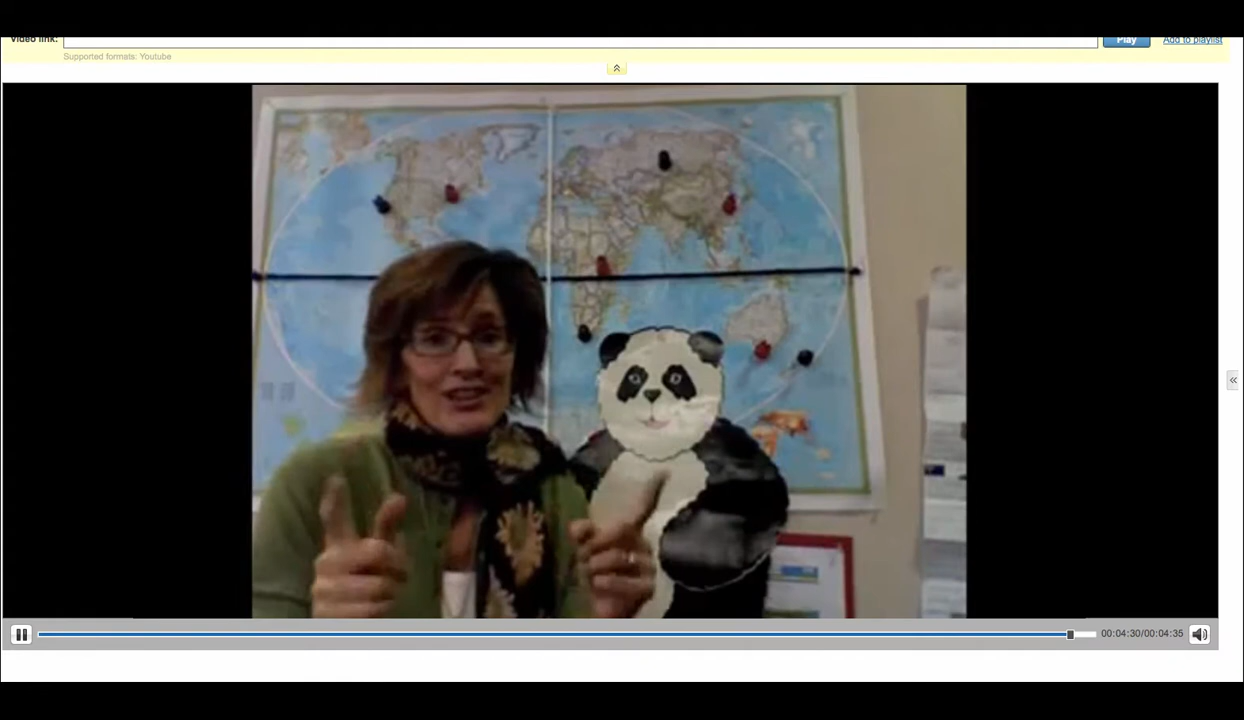 Video link:
Play
Add to playlist
Supported formats: Youtube
00:04:30/00:04:35